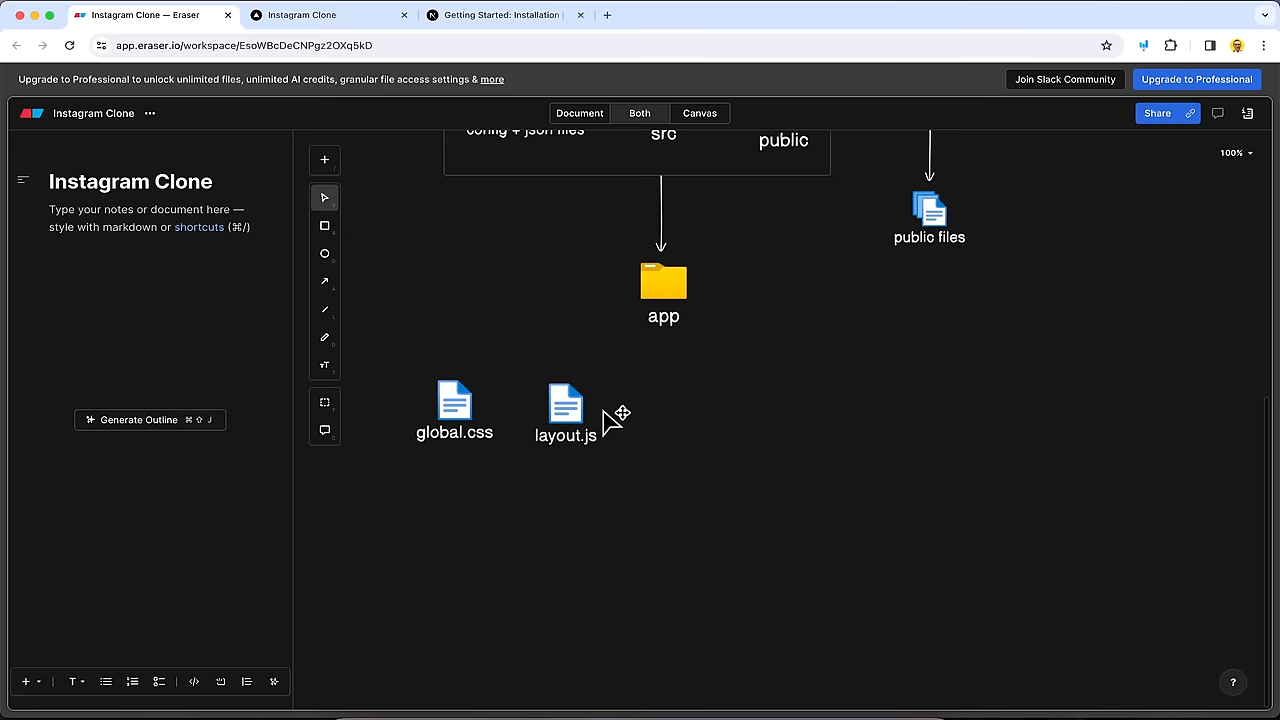 Instagram Clone — Eraser
Instagram Clone
Getting Started: Installation |
app.eraser.io/workspace/EsoWBcDeCNPgz2OXq5kD
Upgrade to Professional to unlock unlimited files, unlimited AI credits, granular file access settings & more
Join Slack Community
Upgrade to Professional
Instagram Clone
Document
Both
Canvas
Share
config + json files
src
public
100%
Instagram Clone
Type your notes or document here —
style with markdown or shortcuts (⌘/)
public files
app
global.css
layout.js
Generate Outline ⌘ ⇧ J
T
?